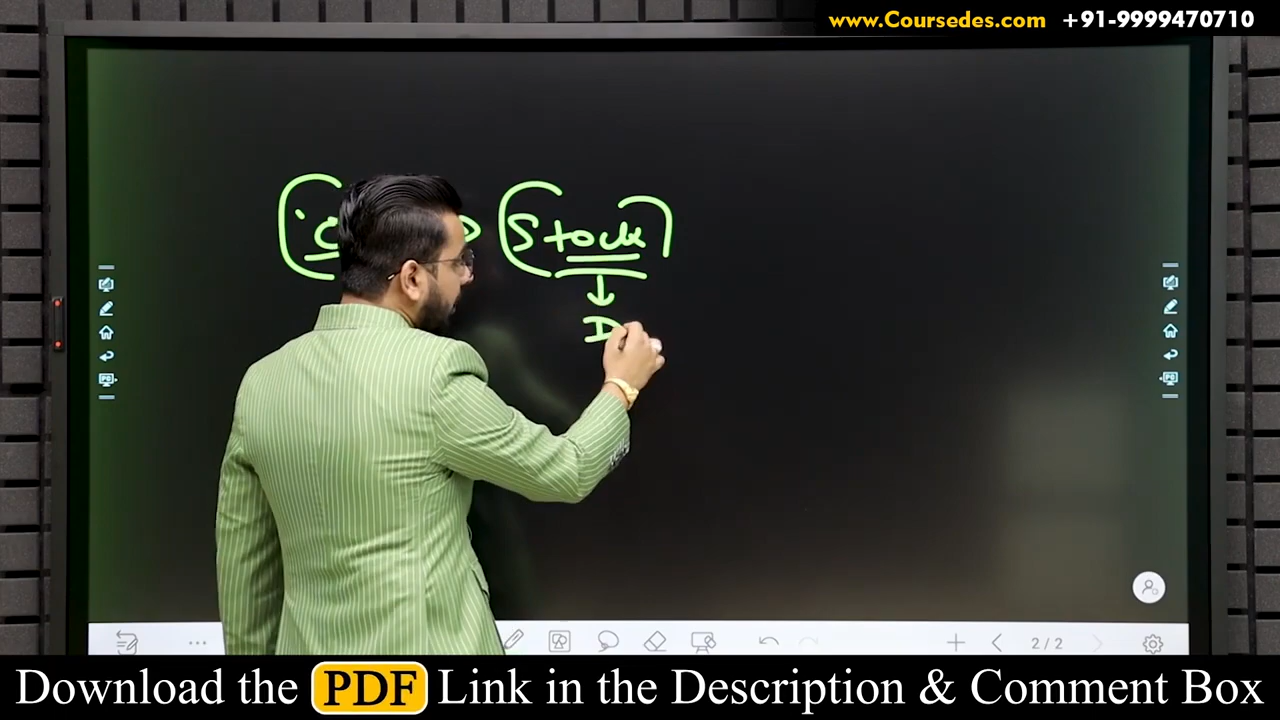 www.Coursedes.com +91-9999470710
Stock
D
2/2
Download the PDF Link in the Description & Comment Box